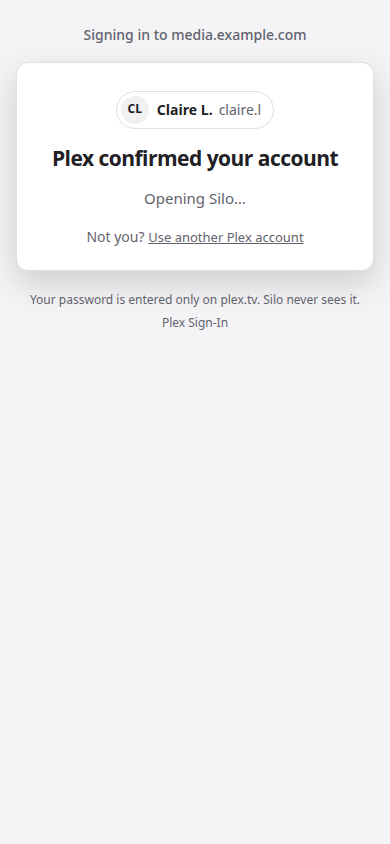 Signing in to media.example.com
CL Claire L. claire.l
Plex confirmed your account
Opening Silo...
Not you? Use another Plex account
Your password is entered only on plex.tv. Silo never sees it.
Plex Sign-In